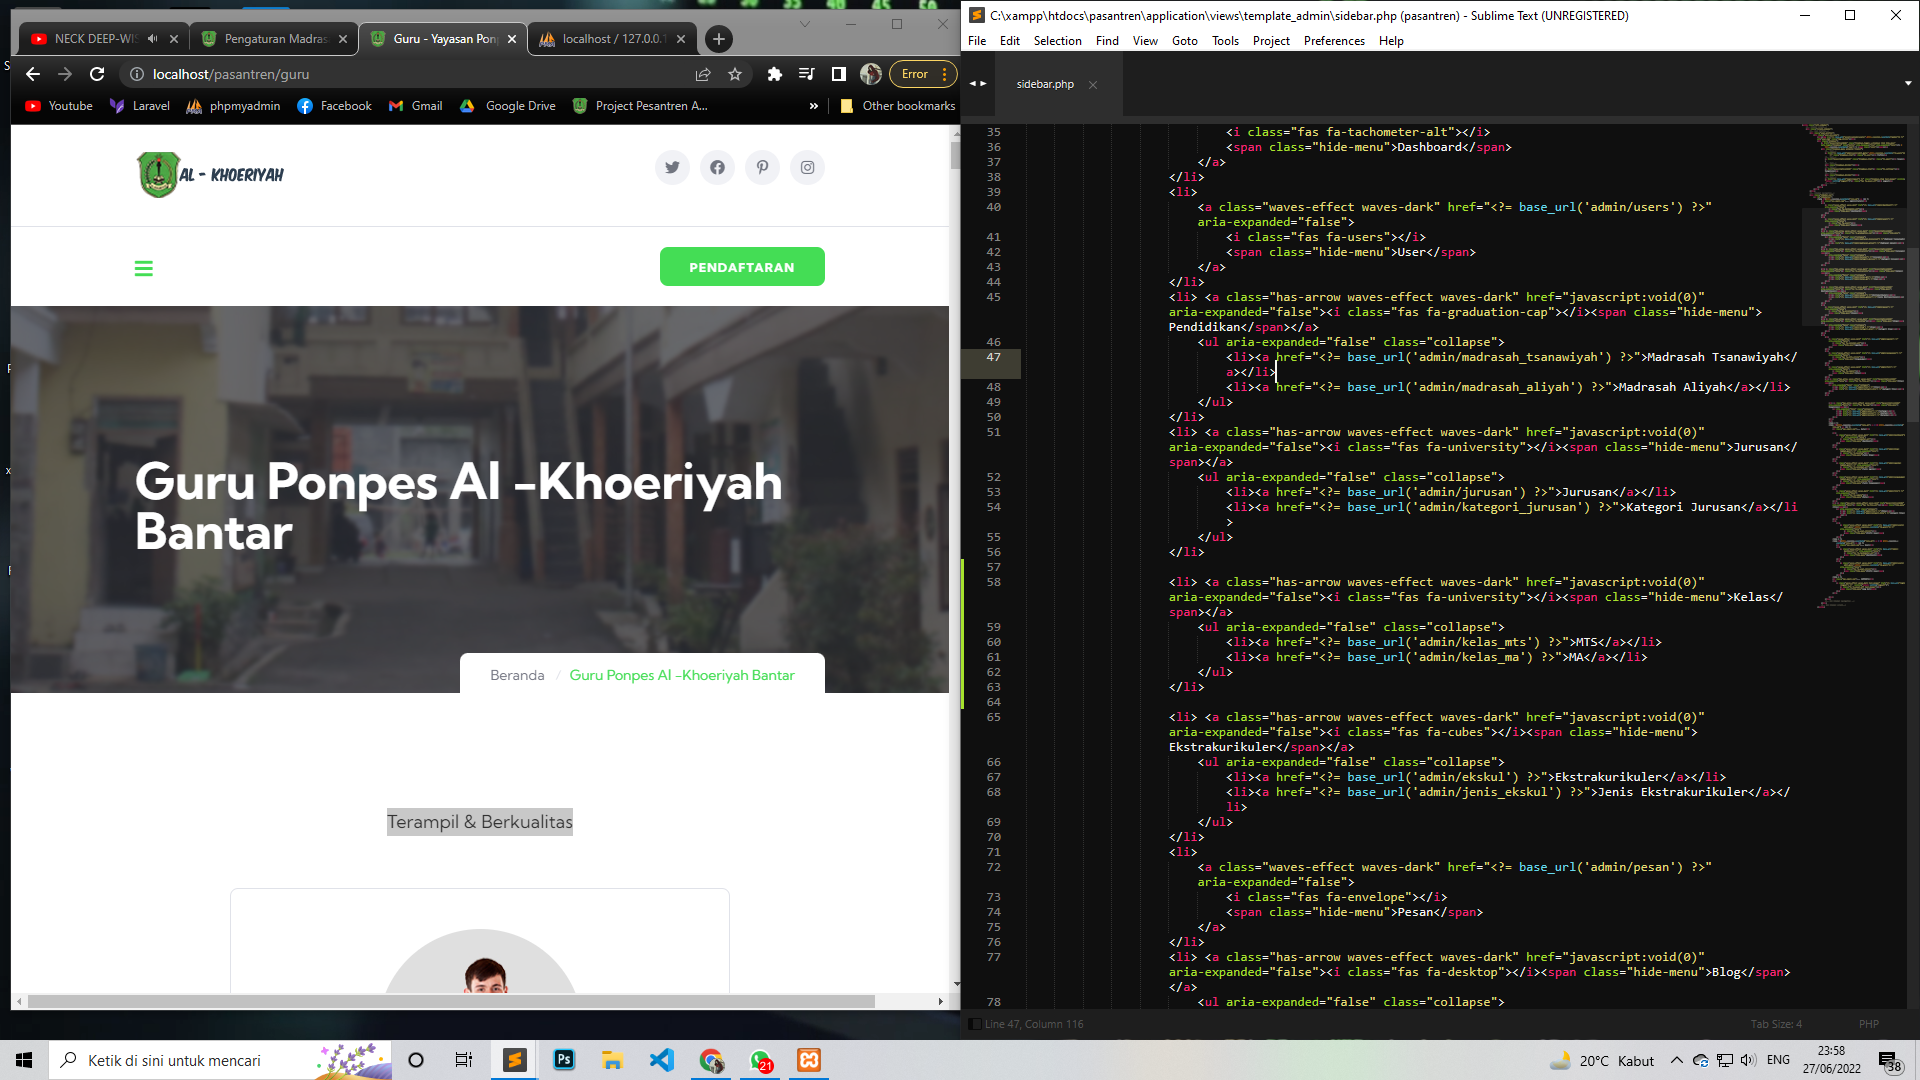 NECK DEEP-WI
Pengaturan Madras
Guru - Yayasan Pon
localhost / 127.0.0.1
localhost/pasantren/guru
Error
Youtube
Laravel
phpmyadmin
Facebook
Gmail
Google Drive
Project Pesantren A...
»
Other bookmarks
AL - KHOERIYAH
PENDAFTARAN
Guru Ponpes Al -Khoeriyah
Bantar
Beranda / Guru Ponpes Al -Khoeriyah Bantar
Terampil & Berkualitas
C:\xampp\htdocs\pasantren\application\views\template_admin\sidebar.php (pasantren) - Sublime Text (UNREGISTERED)
File Edit Selection Find View Goto Tools Project Preferences Help
sidebar.php
35 <i class="fas fa-tachometer-alt"></i>
36 <span class="hide-menu">Dashboard</span>
37 </a>
38 </li>
39 <li>
40 <a class="waves-effect waves-dark" href="<?= base_url('admin/users') ?>"
aria-expanded="false">
41 <i class="fas fa-users"></i>
42 <span class="hide-menu">User</span>
43 </a>
44 </li>
45 <li> <a class="has-arrow waves-effect waves-dark" href="javascript:void(0)"
aria-expanded="false"><i class="fas fa-graduation-cap"></i><span class="hide-menu">
Pendidikan</span></a>
46 <ul aria-expanded="false" class="collapse">
47 <li><a href="<?= base_url('admin/madrasah_tsanawiyah') ?>">Madrasah Tsanawiyah</
a></li>
48 <li><a href="<?= base_url('admin/madrasah_aliyah') ?>">Madrasah Aliyah</a></li>
49 </ul>
50 </li>
51 <li> <a class="has-arrow waves-effect waves-dark" href="javascript:void(0)"
aria-expanded="false"><i class="fas fa-university"></i><span class="hide-menu">Jurusan</
span></a>
52 <ul aria-expanded="false" class="collapse">
53 <li><a href="<?= base_url('admin/jurusan') ?>">Jurusan</a></li>
54 <li><a href="<?= base_url('admin/kategori_jurusan') ?>">Kategori Jurusan</a></li
>
55 </ul>
56 </li>
57
58 <li> <a class="has-arrow waves-effect waves-dark" href="javascript:void(0)"
aria-expanded="false"><i class="fas fa-university"></i><span class="hide-menu">Kelas</
span></a>
59 <ul aria-expanded="false" class="collapse">
60 <li><a href="<?= base_url('admin/kelas_mts') ?>">MTS</a></li>
61 <li><a href="<?= base_url('admin/kelas_ma') ?>">MA</a></li>
62 </ul>
63 </li>
64
65 <li> <a class="has-arrow waves-effect waves-dark" href="javascript:void(0)"
aria-expanded="false"><i class="fas fa-cubes"></i><span class="hide-menu">
Ekstrakurikuler</span></a>
66 <ul aria-expanded="false" class="collapse">
67 <li><a href="<?= base_url('admin/ekskul') ?>">Ekstrakurikuler</a></li>
68 <li><a href="<?= base_url('admin/jenis_ekskul') ?>">Jenis Ekstrakurikuler</a></
li>
69 </ul>
70 </li>
71 <li>
72 <a class="waves-effect waves-dark" href="<?= base_url('admin/pesan') ?>"
aria-expanded="false">
73 <i class="fas fa-envelope"></i>
74 <span class="hide-menu">Pesan</span>
75 </a>
76 </li>
77 <li> <a class="has-arrow waves-effect waves-dark" href="javascript:void(0)"
aria-expanded="false"><i class="fas fa-desktop"></i><span class="hide-menu">Blog</span>
</a>
78 <ul aria-expanded="false" class="collapse">
Line 47, Column 116
Tab Size: 4
PHP
Ketik di sini untuk mencari
Ps
21
20°C Kabut
ENG
23:58
27/06/2022
38